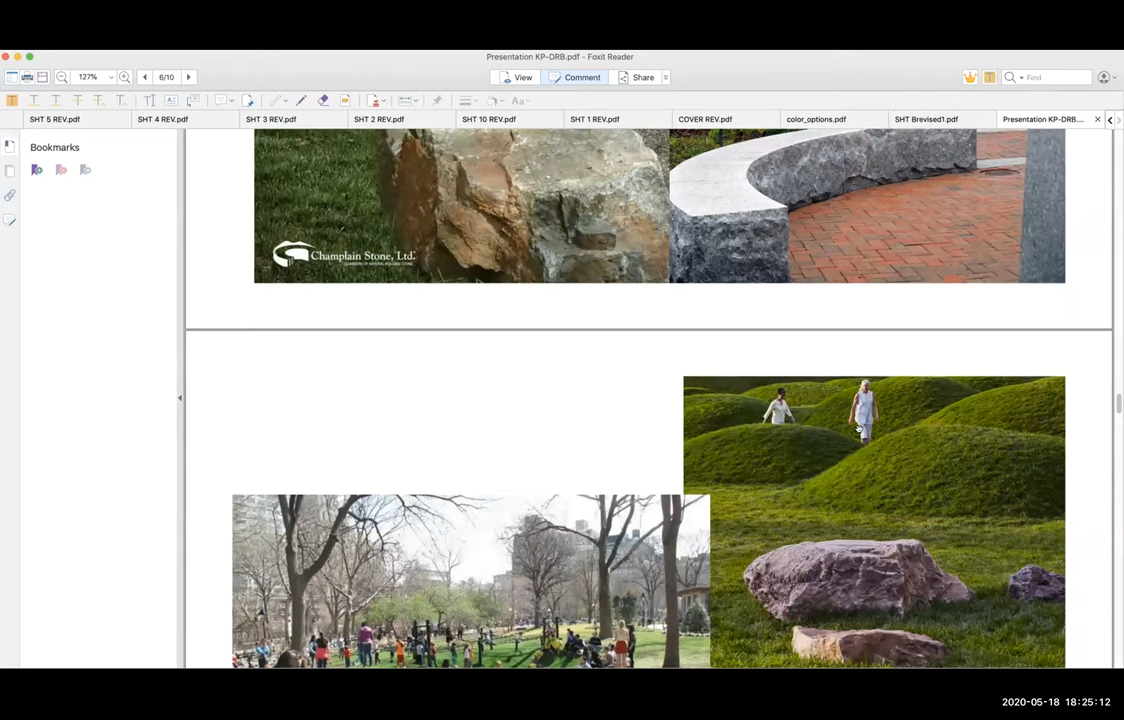 Presentation KP-DRB.pdf - Foxit Reader
127%
6/10
View
Comment
Share
Find
Aa
SHT 5 REV.pdf
SHT 4 REV.pdf
SHT 3 REV.pdf
SHT 2 REV.pdf
SHT 10 REV.pdf
SHT 1 REV.pdf
COVER REV.pdf
color_options.pdf
SHT Brevised1.pdf
Presentation KP-DRB....
Bookmarks
Champlain Stone, Ltd.
2020-05-18 18:25:12